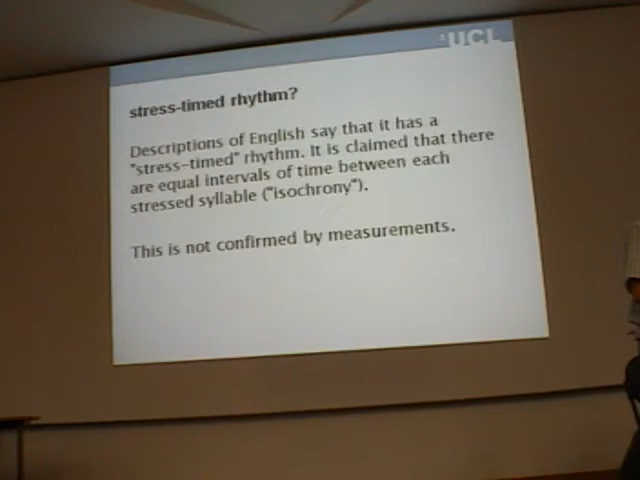 UCL
stress-timed rhythm?
Descriptions of English say that it has a
"stress-timed" rhythm. It is claimed that there
are equal intervals of time between each
stressed syllable ("isochrony").
This is not confirmed by measurements.